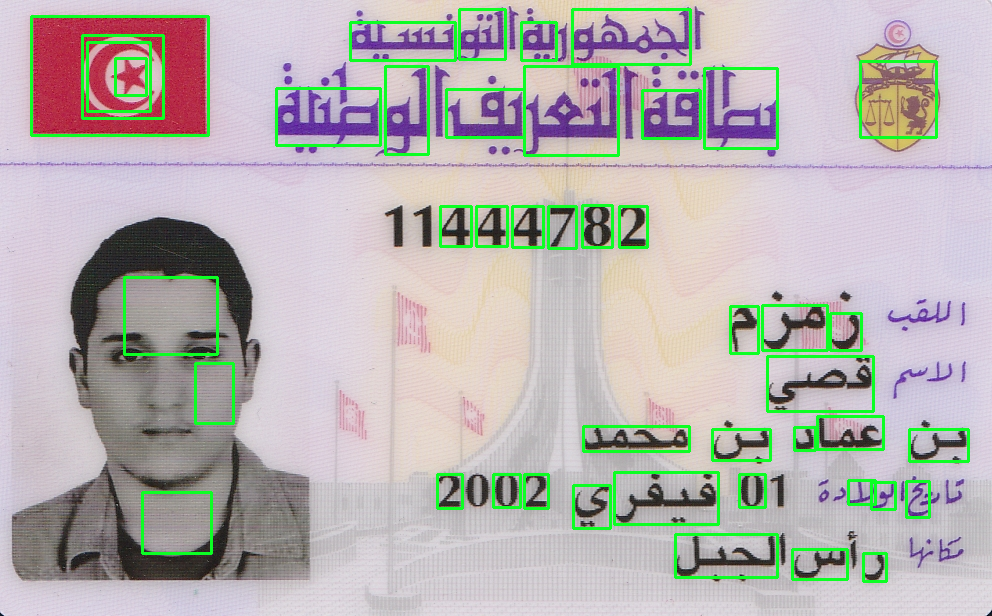 الجمهورية التونسية
بطاقة التعريف الوطنية
11444782
اللقب زمزم
الاسم قصي
بن عماد بن محمد
تاريخ الولادة 01 فيفري 2002
مكانها رأس الجبل